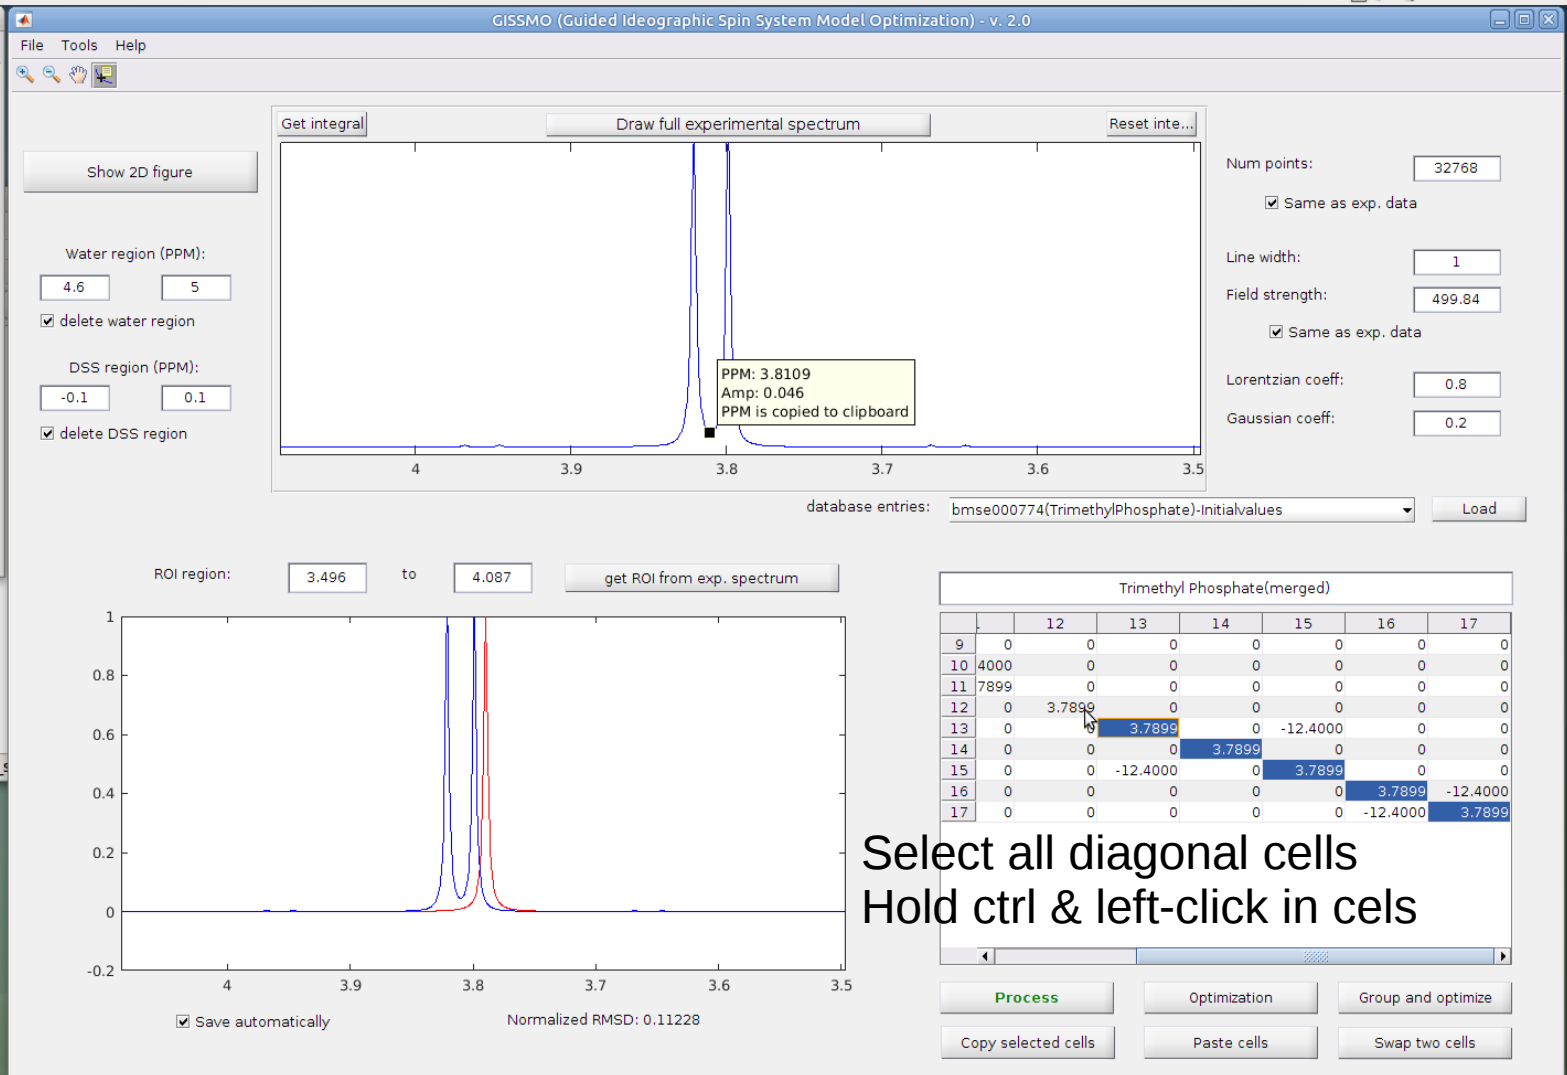 GISSMO (Guided Ideographic Spin System Model Optimization) - v. 2.0
File Tools Help
Get integral Draw full experimental spectrum Reset inte...
Show 2D figure
Water region (PPM):
4.6 5
delete water region
DSS region (PPM):
-0.1 0.1
delete DSS region
PPM: 3.8109
Amp: 0.046
PPM is copied to clipboard
4 3.9 3.8 3.7 3.6 3.5
Num points: 32768
Same as exp. data
Line width: 1
Field strength: 499.84
Same as exp. data
Lorentzian coeff: 0.8
Gaussian coeff: 0.2
database entries: bmse000774(TrimethylPhosphate)-Initialvalues Load
ROI region: 3.496 to 4.087 get ROI from exp. spectrum
1
0.8
0.6
0.4
0.2
0
-0.2
4 3.9 3.8 3.7 3.6 3.5
Save automatically Normalized RMSD: 0.11228
Trimethyl Phosphate(merged)
12 13 14 15 16 17
9 0 0 0 0 0 0 0
10 4000 0 0 0 0 0 0
11 7899 0 0 0 0 0 0
12 0 3.7899 0 0 0 0 0
13 0 0 3.7899 0 -12.4000 0 0
14 0 0 0 3.7899 0 0 0
15 0 0 -12.4000 0 3.7899 0 0
16 0 0 0 0 0 3.7899 -12.4000
17 0 0 0 0 0 -12.4000 3.7899
Select all diagonal cells
Hold ctrl & left-click in cels
Process Optimization Group and optimize
Copy selected cells Paste cells Swap two cells